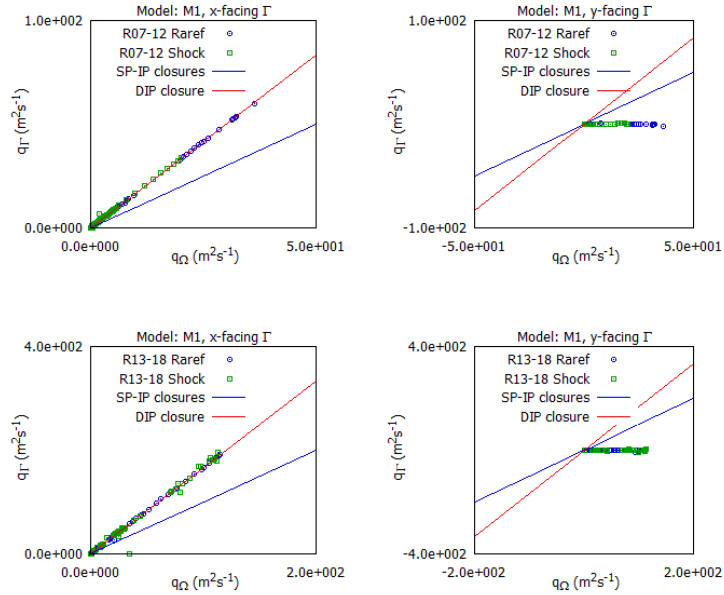 Model: M1, x-facing Γ
1.0e+002
R07-12 Raref
R07-12 Shock
SP-IP closures
DIP closure
qΓ (m²s⁻¹)
0.0e+000
0.0e+000
5.0e+001
qΩ (m²s⁻¹)
Model: M1, y-facing Γ
1.0e+002
R07-12 Raref
R07-12 Shock
SP-IP closures
DIP closure
qΓ (m²s⁻¹)
-1.0e+002
-5.0e+001
5.0e+001
qΩ (m²s⁻¹)
Model: M1, x-facing Γ
4.0e+002
R13-18 Raref
R13-18 Shock
SP-IP closures
DIP closure
qΓ (m²s⁻¹)
0.0e+000
0.0e+000
2.0e+002
qΩ (m²s⁻¹)
Model: M1, y-facing Γ
4.0e+002
R13-18 Raref
R13-18 Shock
SP-IP closures
DIP closure
qΓ (m²s⁻¹)
-4.0e+002
-2.0e+002
2.0e+002
qΩ (m²s⁻¹)